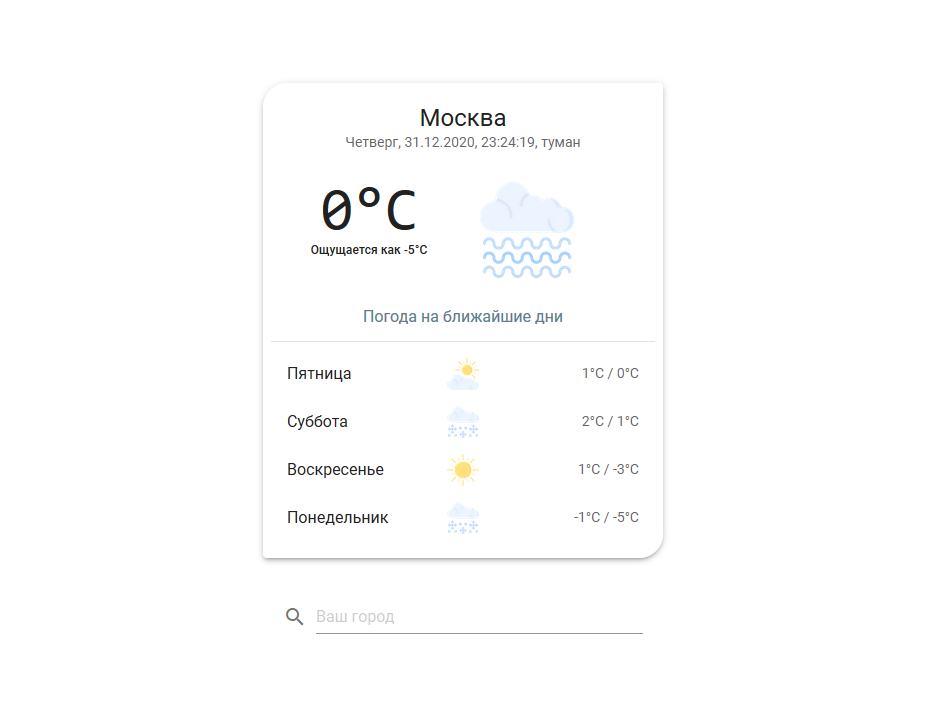 Москва
Четверг, 31.12.2020, 23:24:19, туман
0°C
Ощущается как -5°C
Погода на ближайшие дни
Пятница 1°C / 0°C
Суббота 2°C / 1°C
Воскресенье 1°C / -3°C
Понедельник -1°C / -5°C
Ваш город